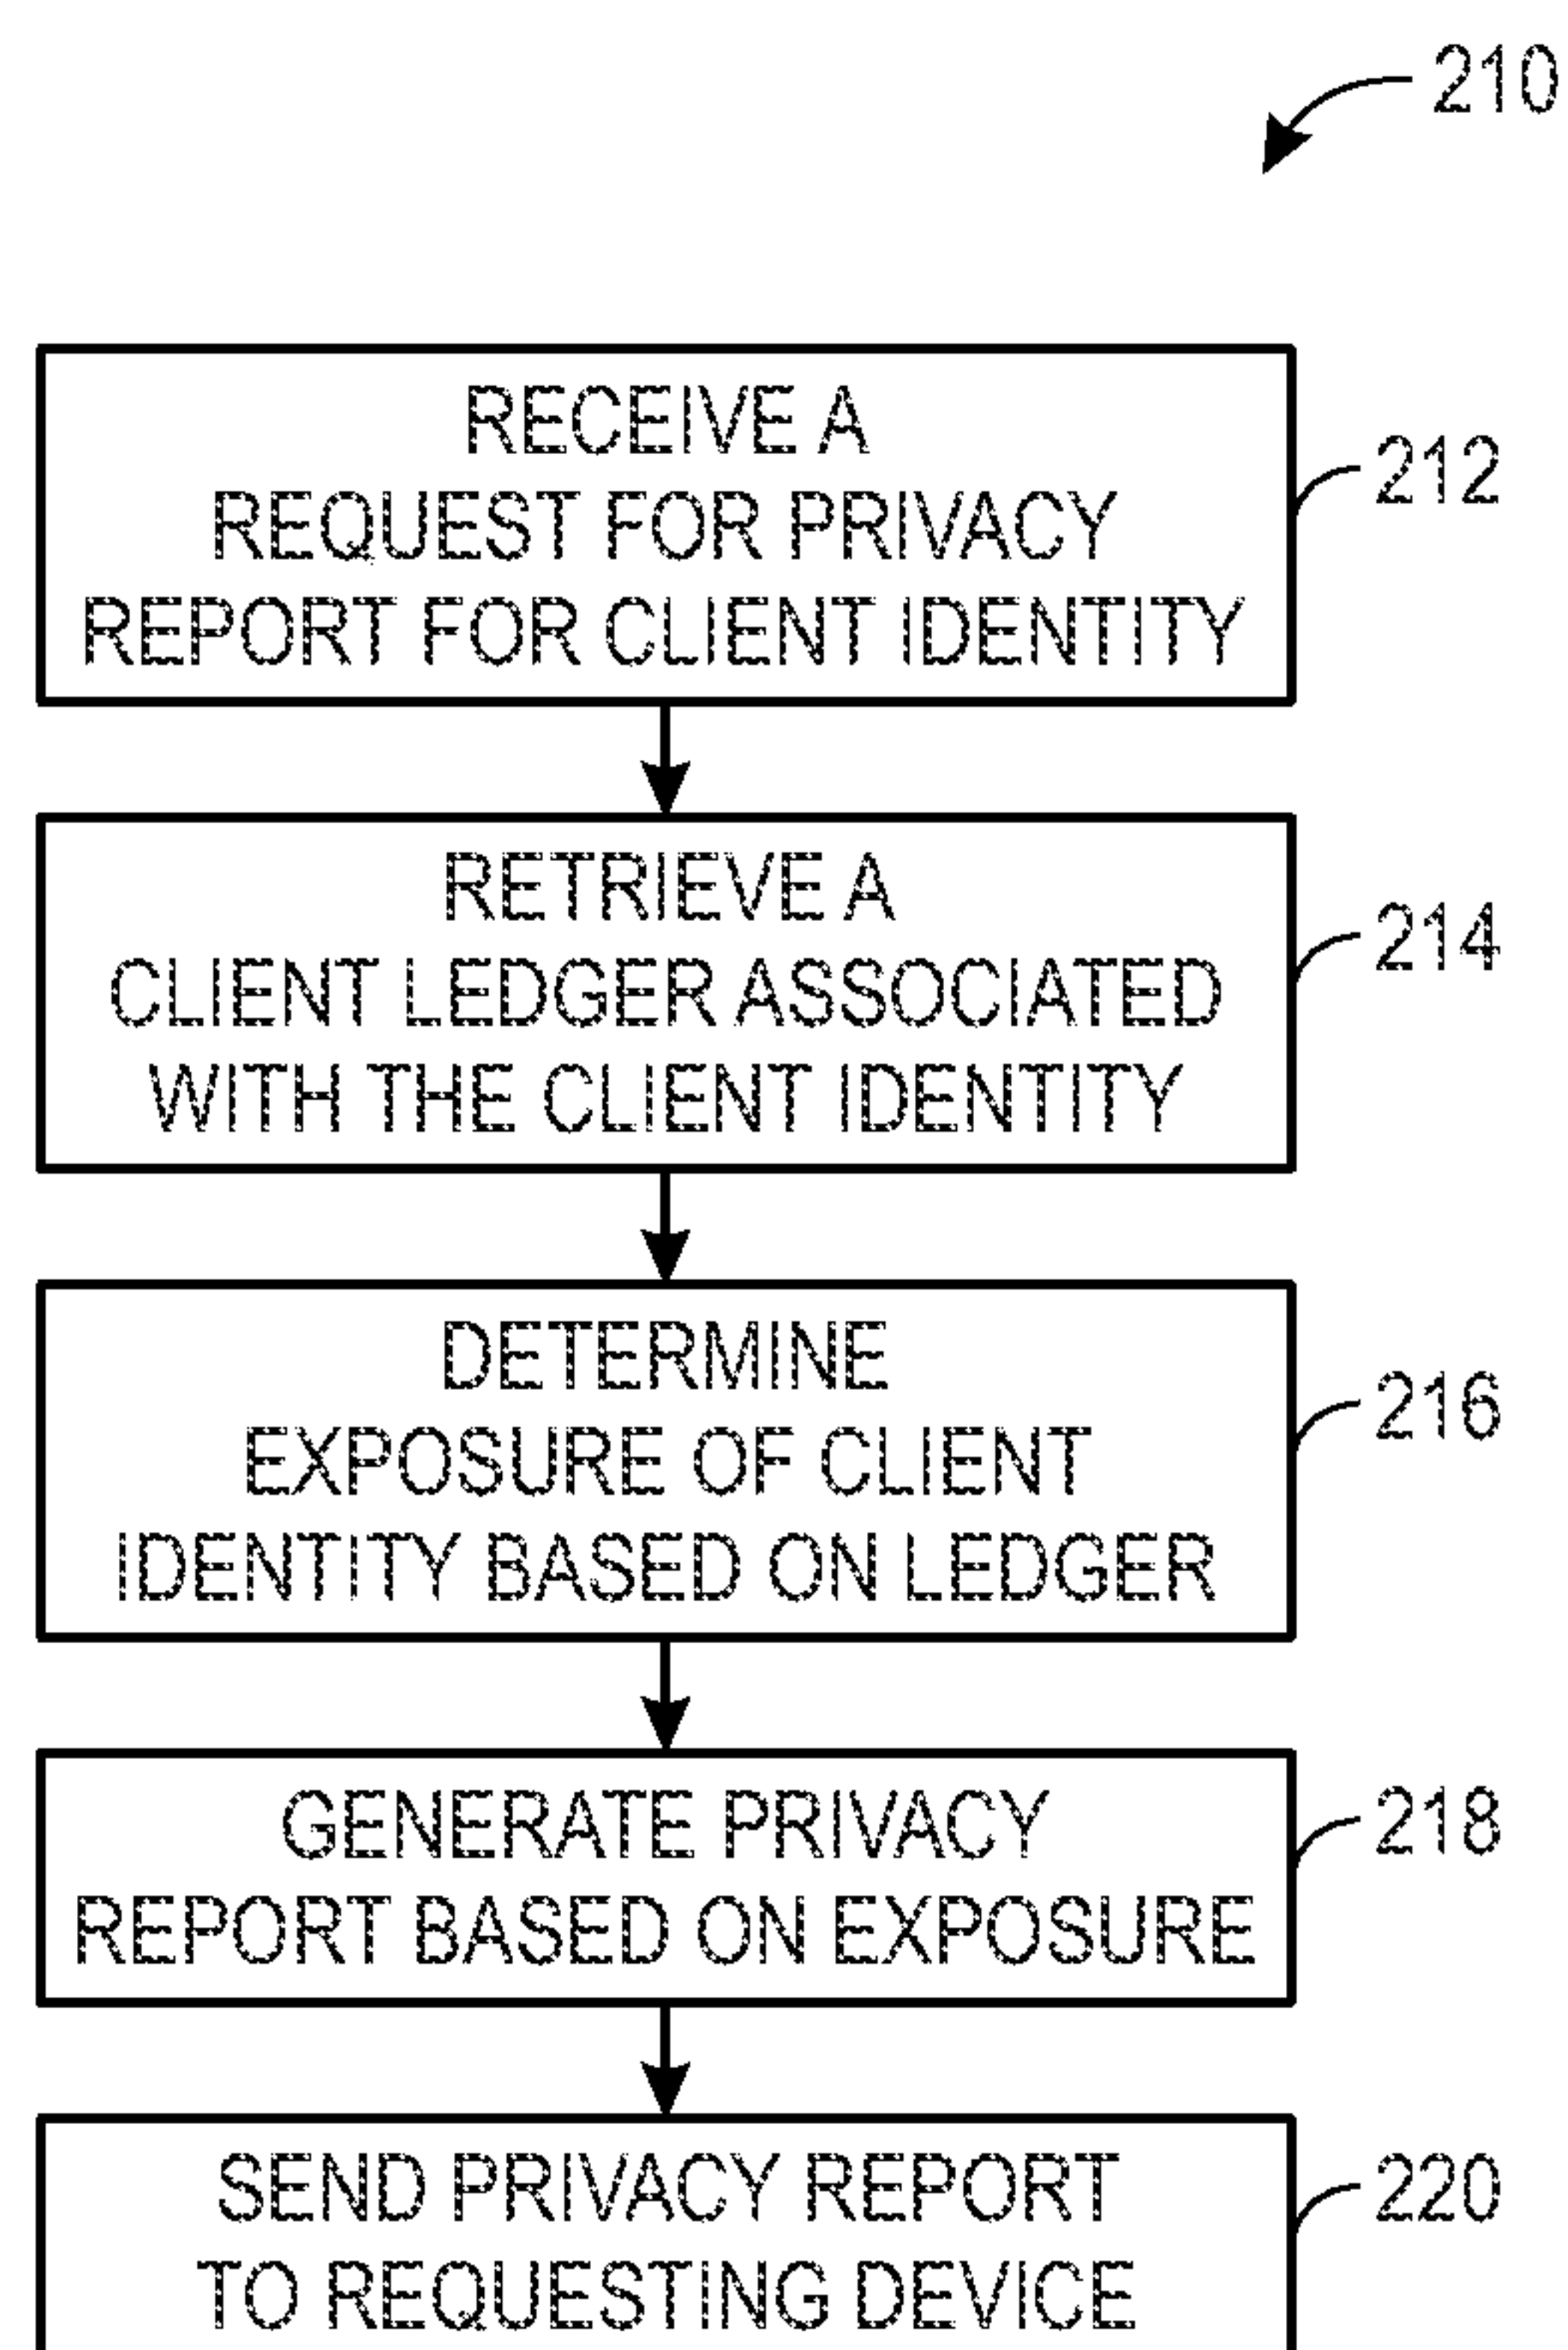 210
RECEIVE A
REQUEST FOR PRIVACY
REPORT FOR CLIENT IDENTITY
212
RETRIEVE A
CLIENT LEDGER ASSOCIATED
WITH THE CLIENT IDENTITY
214
DETERMINE
EXPOSURE OF CLIENT
IDENTITY BASED ON LEDGER
216
GENERATE PRIVACY
REPORT BASED ON EXPOSURE
218
SEND PRIVACY REPORT
TO REQUESTING DEVICE
220